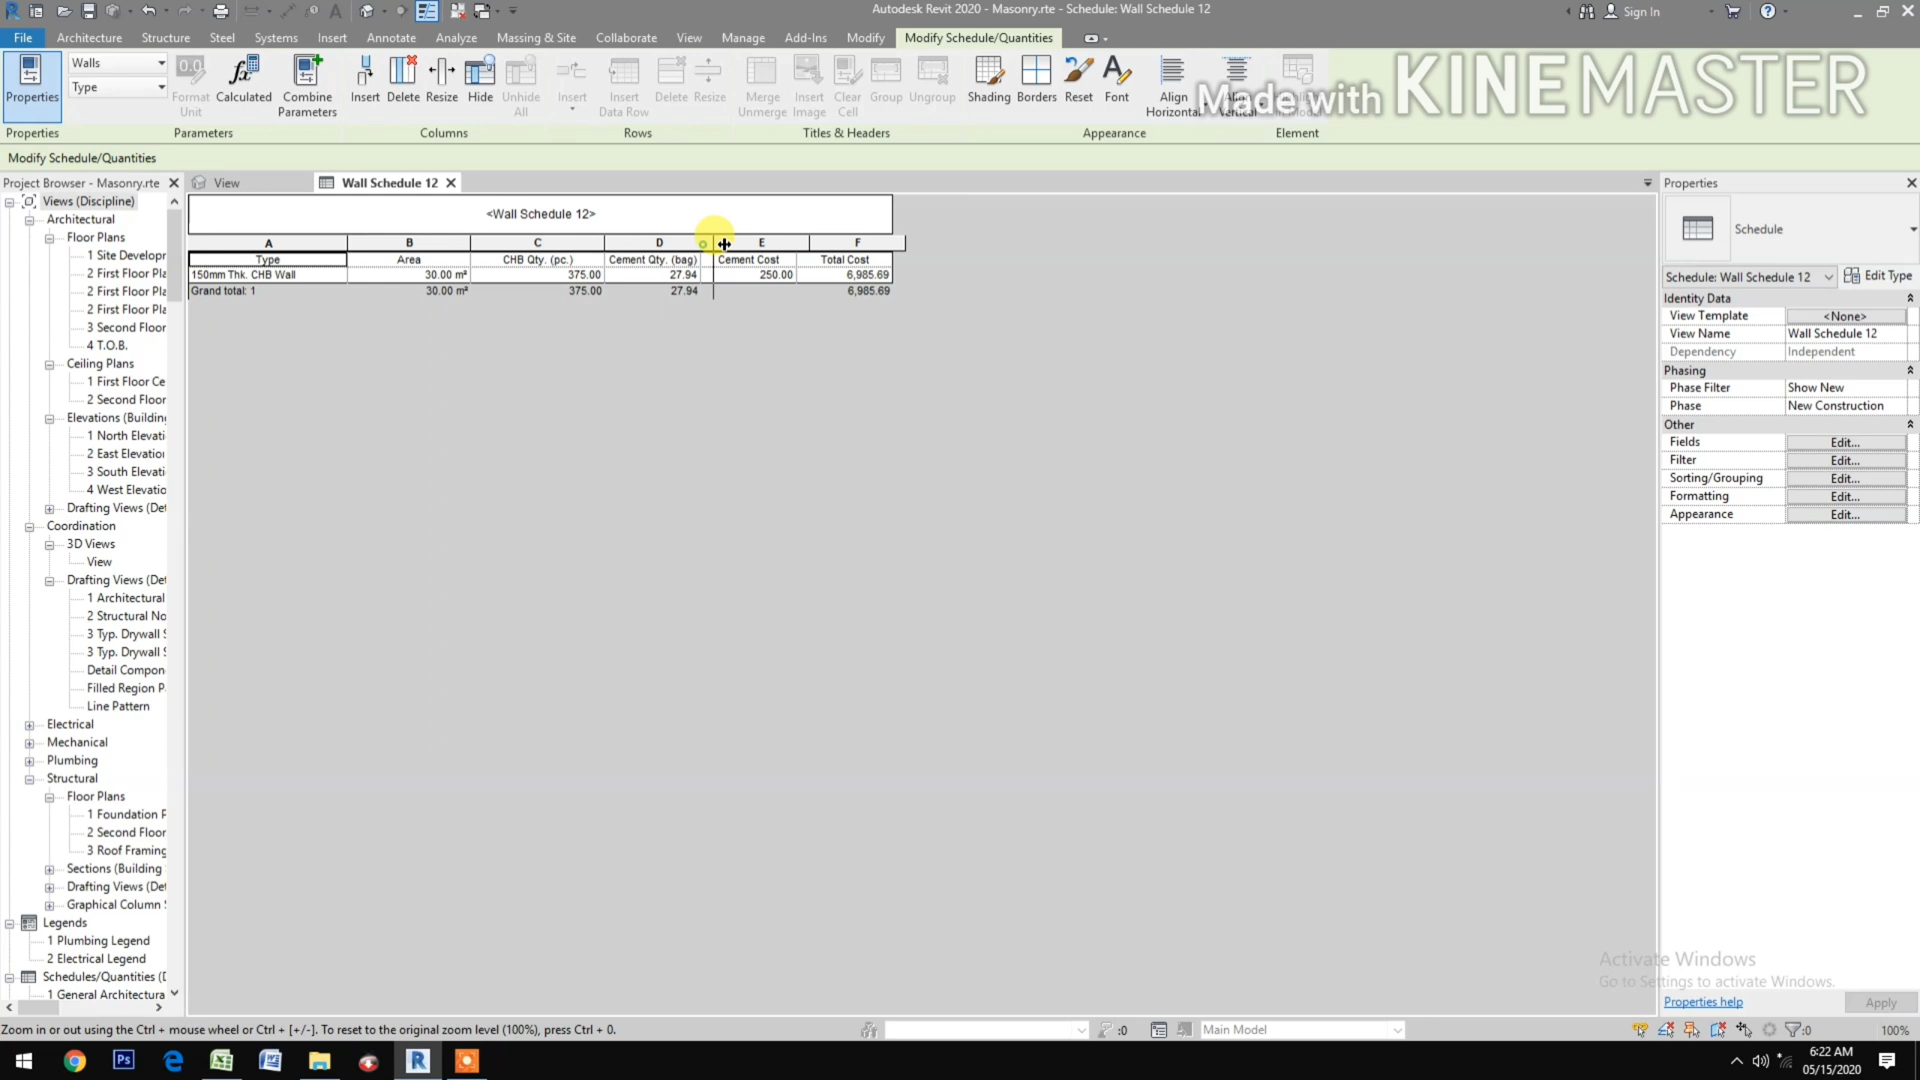 Autodesk Revit 2020 - Masonry.rte - Schedule: Wall Schedule 12
Sign In
File Architecture Structure Steel Systems Insert Annotate Analyze Massing & Site Collaborate View Manage Add-Ins Modify Modify Schedule/Quantities
Properties
Walls
Type
Format Unit
Calculated
Combine Parameters
Insert Delete Resize Hide Unhide All
Insert
Insert Data Row
Delete Resize
Merge Unmerge
Insert Image
Clear Cell
Group Ungroup
Shading Borders Reset Font
Align Horizontal
Vertical
Made with KINEMASTER
Properties Parameters Columns Rows Titles & Headers Appearance Element
Modify Schedule/Quantities
Project Browser - Masonry.rte
View
Wall Schedule 12
Views (Discipline)
Architectural
Floor Plans
1 Site Develop
2 First Floor Pla
2 First Floor Pla
2 First Floor Pla
3 Second Floor
4 T.O.B.
Ceiling Plans
1 First Floor Ce
2 Second Floor
Elevations (Building
1 North Elevati
2 East Elevation
3 South Elevati
4 West Elevatio
Drafting Views (Det
Coordination
3D Views
View
Drafting Views (Det
1 Architectural
2 Structural No
3 Typ. Drywall S
3 Typ. Drywall S
Detail Compon
Filled Region P
Line Pattern
Electrical
Mechanical
Plumbing
Structural
Floor Plans
1 Foundation P
2 Second Floor
3 Roof Framing
Sections (Building
Drafting Views (Det
Graphical Column S
Legends
1 Plumbing Legend
2 Electrical Legend
Schedules/Quantities (D
1 General Architectura
<Wall Schedule 12>
A B C D E F
Type Area CHB Qty. (pc.) Cement Qty. (bag) Cement Cost Total Cost
150mm Thk. CHB Wall 30.00 m² 375.00 27.94 250.00 6,985.69
Grand total: 1 30.00 m² 375.00 27.94 6,985.69
Properties
Schedule
Schedule: Wall Schedule 12 Edit Type
Identity Data
View Template <None>
View Name Wall Schedule 12
Dependency Independent
Phasing
Phase Filter Show New
Phase New Construction
Other
Fields Edit...
Filter Edit...
Sorting/Grouping Edit...
Formatting Edit...
Appearance Edit...
Activate Windows
Go to Settings to activate Windows.
Properties help Apply
Zoom in or out using the Ctrl + mouse wheel or Ctrl + [+/-]. To reset to the original zoom level (100%), press Ctrl + 0.
:0
Main Model
:0
100%
6:22 AM
05/15/2020